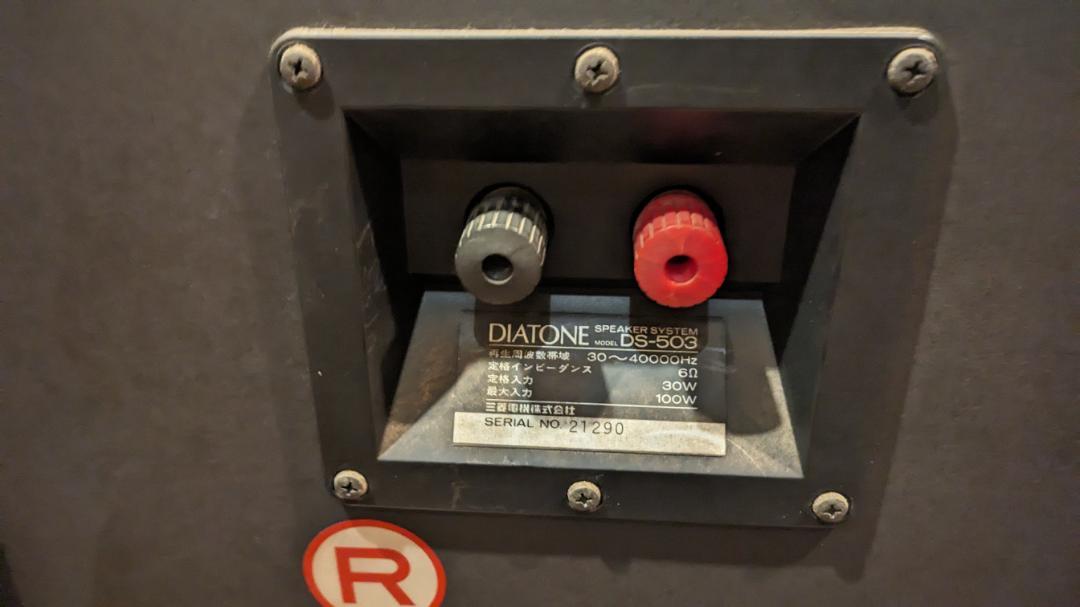 DIATONE SPEAKER SYSTEM
MODEL DS-503
再生周波数帯域 30～40000Hz
定格インピーダンス 6Ω
定格入力 30W
最大入力 100W
三菱電機株式会社
SERIAL NO. 21290
R